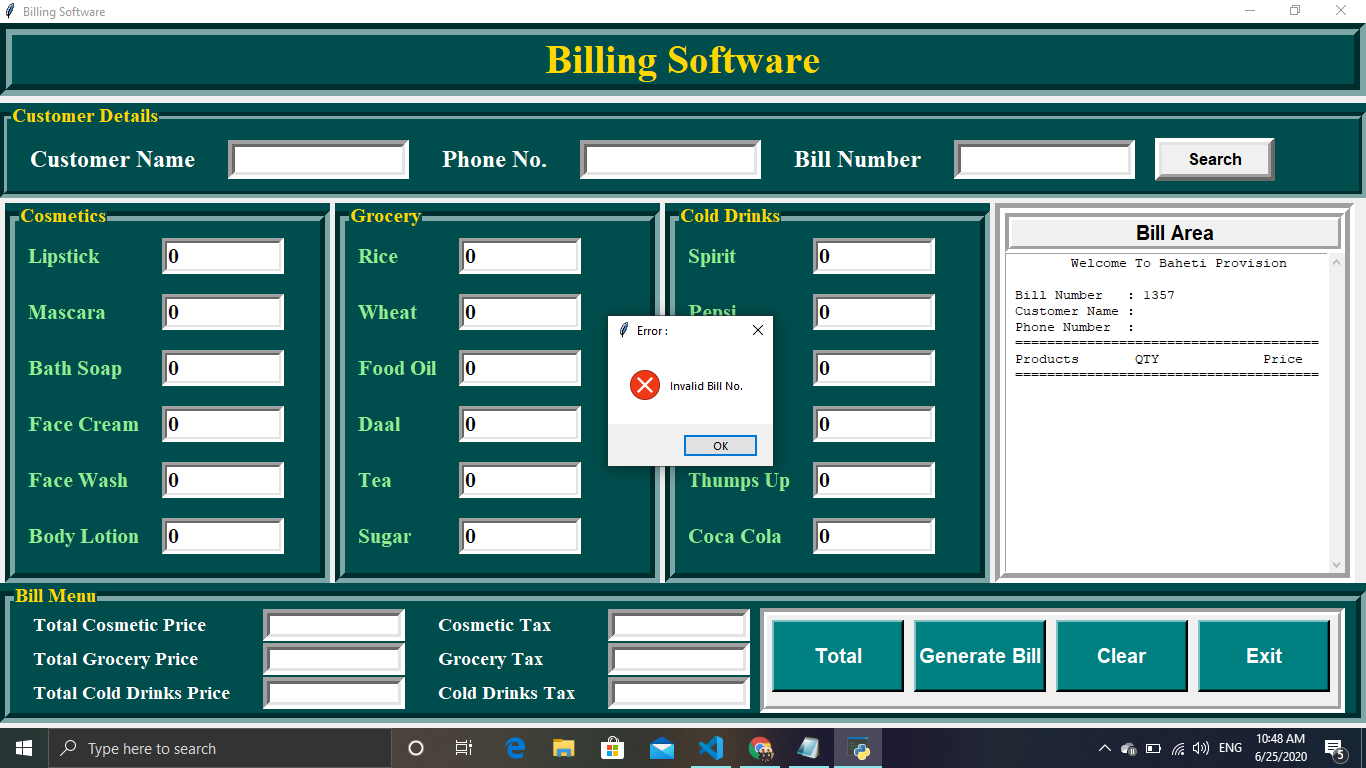 Billing Software
Billing Software
Customer Details
Customer Name Phone No. Bill Number Search
Cosmetics
Lipstick 0
Mascara 0
Bath Soap 0
Face Cream 0
Face Wash 0
Body Lotion 0
Grocery
Rice 0
Wheat 0
Food Oil 0
Daal 0
Tea 0
Sugar 0
Cold Drinks
Spirit 0
Pepsi 0
0
0
Thumps Up 0
Coca Cola 0
Error :
Invalid Bill No.
OK
Bill Area
Welcome To Baheti Provision
Bill Number : 1357
Customer Name :
Phone Number :
======================================
Products QTY Price
======================================
Bill Menu
Total Cosmetic Price Cosmetic Tax
Total Grocery Price Grocery Tax
Total Cold Drinks Price Cold Drinks Tax
Total Generate Bill Clear Exit
Type here to search
ENG
10:48 AM
6/25/2020
5